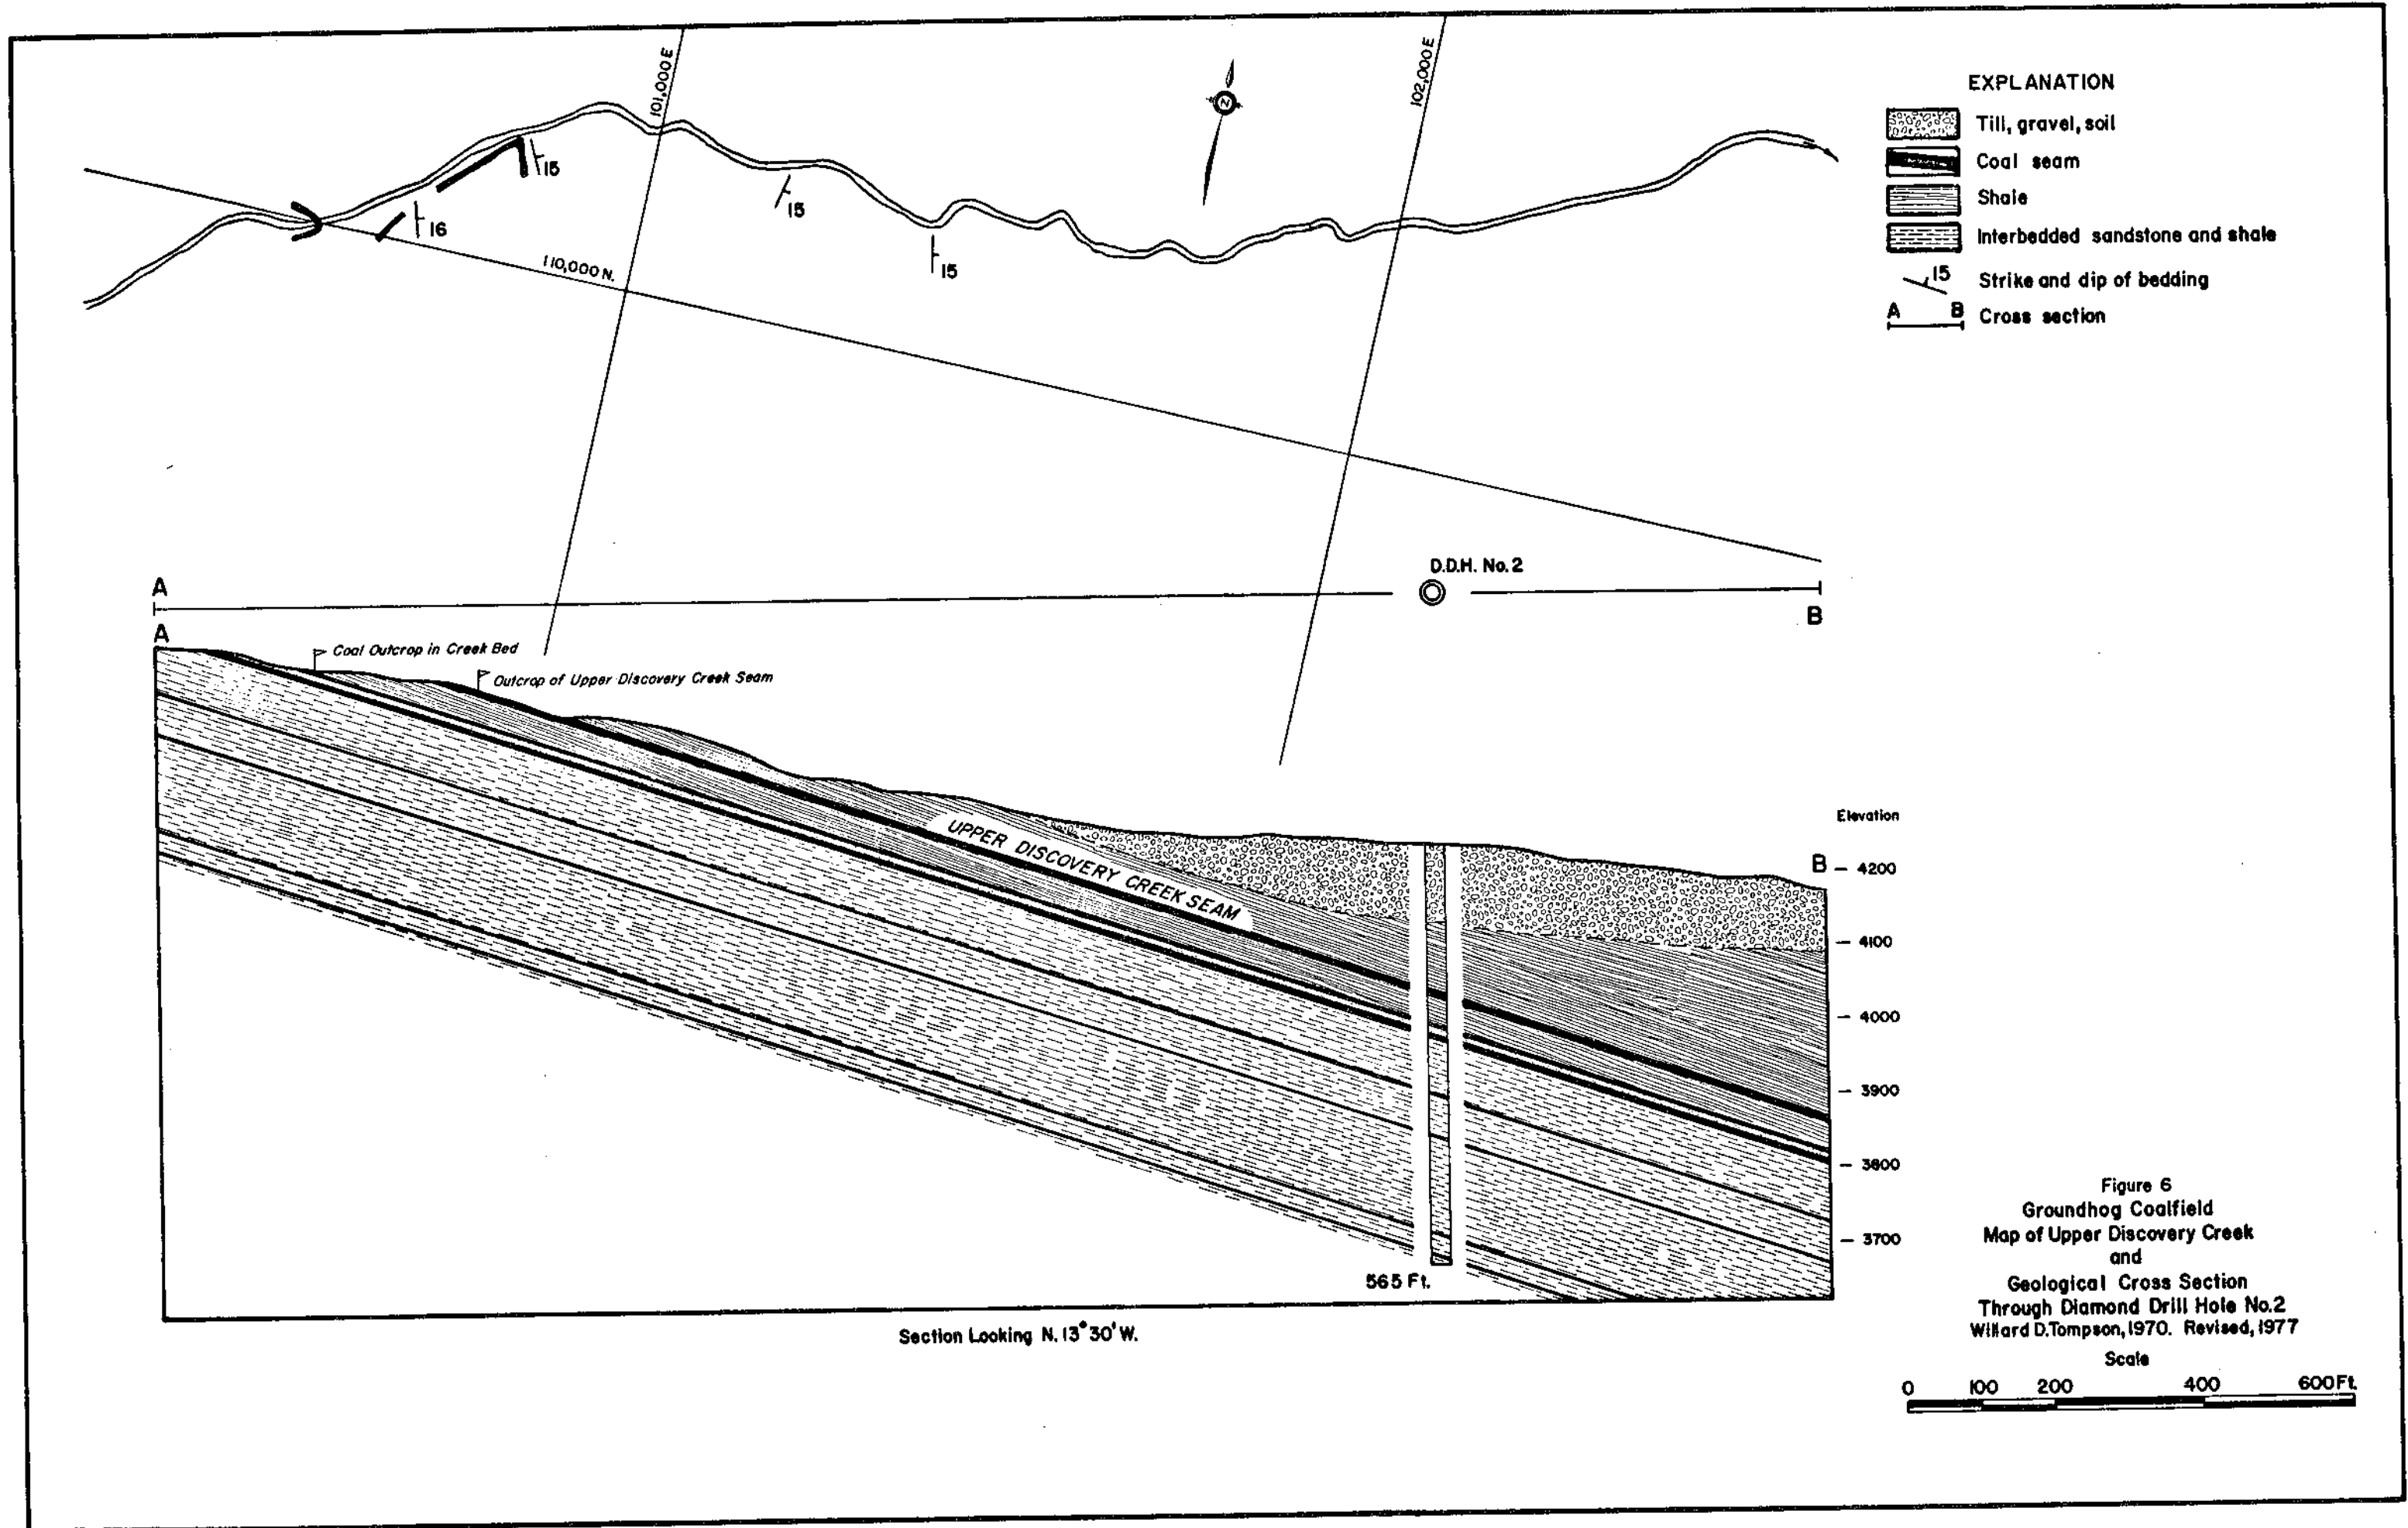 101,000 E
102,000 E
N
EXPLANATION
Till, gravel, soil
Coal seam
Shale
Interbedded sandstone and shale
15 Strike and dip of bedding
A B Cross section
15
16
15
15
110,000 N.
D.D.H. No. 2
A
B
A
Coal Outcrop in Creek Bed
Outcrop of Upper Discovery Creek Seam
UPPER DISCOVERY CREEK SEAM
Elevation
B
4200
4100
4000
3900
3800
3700
565 Ft.
Section Looking N. 13° 30' W.
Figure 6
Groundhog Coalfield
Map of Upper Discovery Creek
and
Geological Cross Section
Through Diamond Drill Hole No.2
Willard D.Tompson, 1970. Revised, 1977
Scale
0 100 200 400 600 Ft.